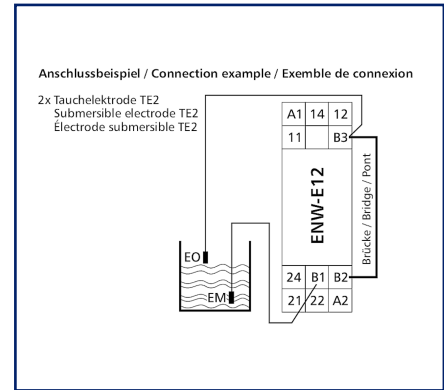 Anschlussbeispiel / Connection example / Exemble de connexion
2x Tauchelektrode TE2
Submersible electrode TE2
Électrode submersible TE2
A1 14 12
11 B3
ENW-E12
Brücke / Bridge / Pont
EO
24 B1 B2
EM
21 22 A2